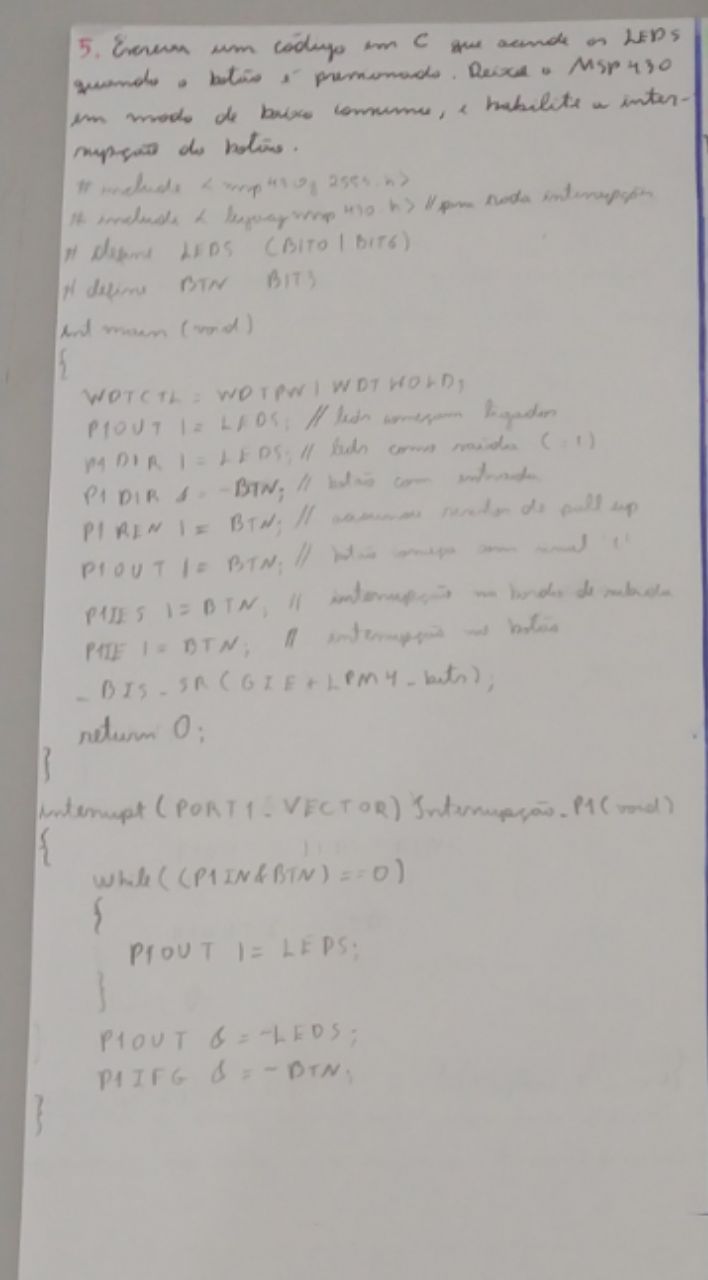 5. Escreva um código em C que acende os LEDS
quando o botão é pressionado. Deixe o MSP430
em modo de baixo consumo, e habilite a inter-
rupção do botão.
# include < msp430g2553.h>
# include < legacymsp430.h> // para roda interrupções
# define LEDS (BIT0 | BIT6)
# define BTN BIT3
int main (void)
{
WDTCTL = WDTPW | WDTHOLD;
P1OUT |= LEDS; // leds começam ligados
P1DIR |= LEDS; // leds como saídas (=1)
P1DIR &= ~BTN; // botão com entrada
P1REN |= BTN; // resistor de pull up
P1OUT |= BTN; // botão começa com sinal '1'
P1IES |= BTN; // interrupção na borda de subida
P1IE |= BTN; // interrupção no botão
_BIS_SR(GIE + LPM4_bits);
return 0;
}
interrupt(PORT1_VECTOR) Interrupção_P1(void)
{
while((P1IN&BTN) == 0)
{
P1OUT |= LEDS;
}
P1OUT &= ~LEDS;
P1IFG &= ~BTN;
}